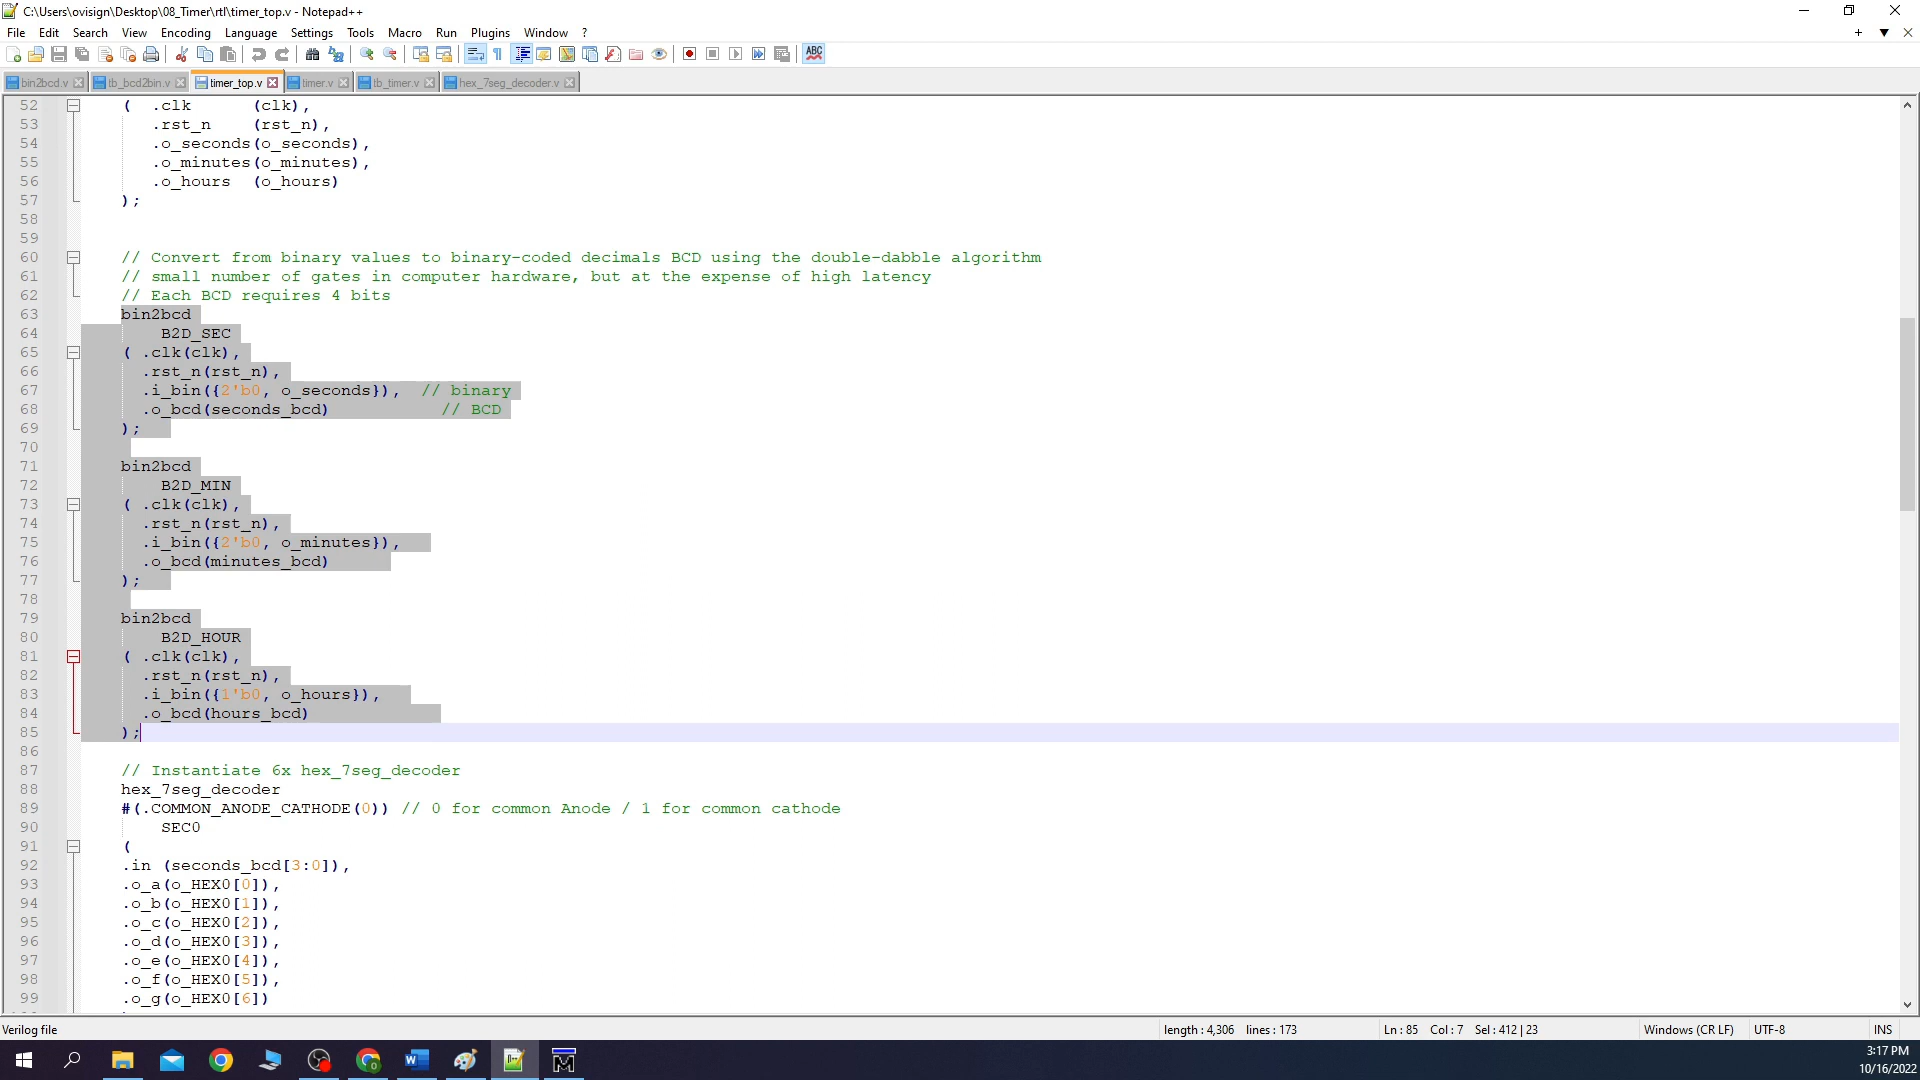 C:\Users\ovisign\Desktop\08_Timer\rtl\timer_top.v - Notepad++
File Edit Search View Encoding Language Settings Tools Macro Run Plugins Window ?
bin2bcd.v tb_bcd2bin.v timer_top.v timer.v tb_timer.v hex_7seg_decoder.v
52 ( .clk (clk),
53 .rst_n (rst_n),
54 .o_seconds(o_seconds),
55 .o_minutes(o_minutes),
56 .o_hours (o_hours)
57 );
58
59
60 // Convert from binary values to binary-coded decimals BCD using the double-dabble algorithm
61 // small number of gates in computer hardware, but at the expense of high latency
62 // Each BCD requires 4 bits
63 bin2bcd
64 B2D_SEC
65 ( .clk(clk),
66 .rst_n(rst_n),
67 .i_bin({2'b0, o_seconds}), // binary
68 .o_bcd(seconds_bcd) // BCD
69 );
70
71 bin2bcd
72 B2D_MIN
73 ( .clk(clk),
74 .rst_n(rst_n),
75 .i_bin({2'b0, o_minutes}),
76 .o_bcd(minutes_bcd)
77 );
78
79 bin2bcd
80 B2D_HOUR
81 ( .clk(clk),
82 .rst_n(rst_n),
83 .i_bin({1'b0, o_hours}),
84 .o_bcd(hours_bcd)
85 );
86
87 // Instantiate 6x hex_7seg_decoder
88 hex_7seg_decoder
89 #(.COMMON_ANODE_CATHODE(0)) // 0 for common Anode / 1 for common cathode
90 SEC0
91 (
92 .in (seconds_bcd[3:0]),
93 .o_a(o_HEX0[0]),
94 .o_b(o_HEX0[1]),
95 .o_c(o_HEX0[2]),
96 .o_d(o_HEX0[3]),
97 .o_e(o_HEX0[4]),
98 .o_f(o_HEX0[5]),
99 .o_g(o_HEX0[6])
Verilog file length : 4,306 lines : 173 Ln : 85 Col : 7 Sel : 412 | 23 Windows (CR LF) UTF-8 INS
3:17 PM
10/16/2022